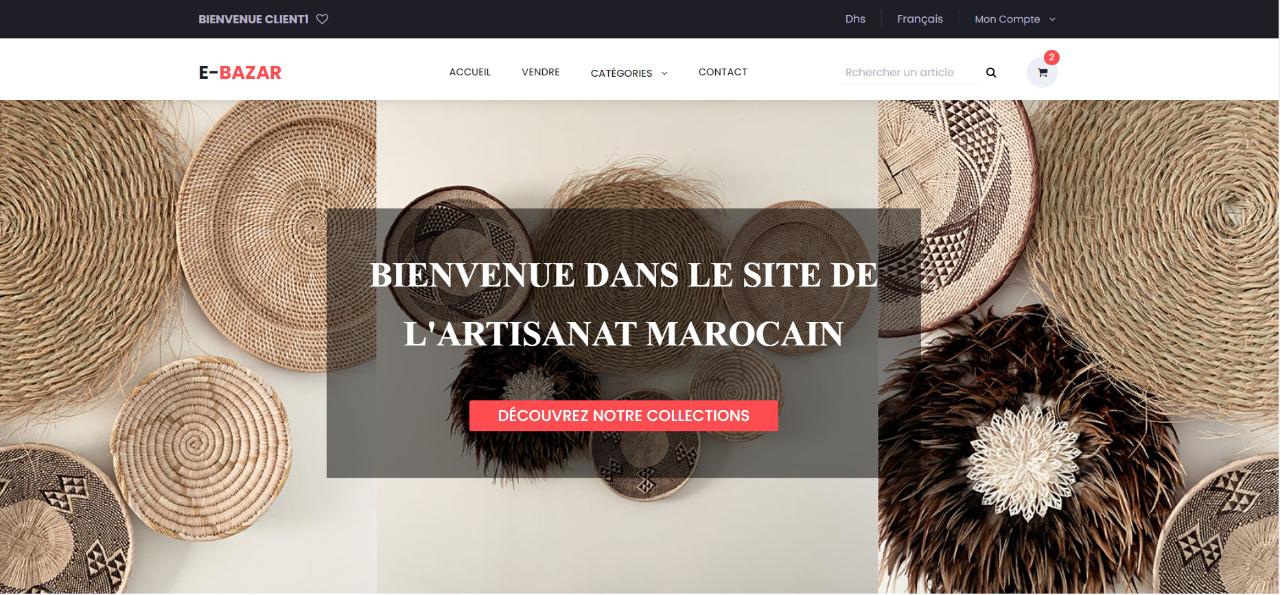 BIENVENUE CLIENT1
Dhs
Français
Mon Compte
E-BAZAR
ACCUEIL
VENDRE
CATÉGORIES
CONTACT
Rchercher un article
2
BIENVENUE DANS LE SITE DE
L'ARTISANAT MAROCAIN
DÉCOUVREZ NOTRE COLLECTIONS